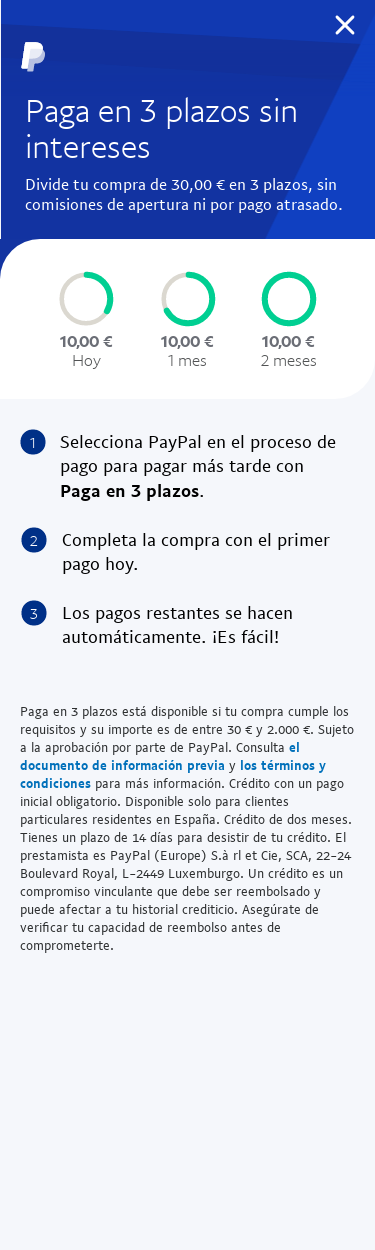 Paga en 3 plazos sin
intereses
Divide tu compra de 30,00 € en 3 plazos, sin
comisiones de apertura ni por pago atrasado.
10,00 € 10,00 € 10,00 €
Hoy 1 mes 2 meses
1 Selecciona PayPal en el proceso de
pago para pagar más tarde con
Paga en 3 plazos.
2 Completa la compra con el primer
pago hoy.
3 Los pagos restantes se hacen
automáticamente. ¡Es fácil!
Paga en 3 plazos está disponible si tu compra cumple los
requisitos y su importe es de entre 30 € y 2.000 €. Sujeto
a la aprobación por parte de PayPal. Consulta el
documento de información previa y los términos y
condiciones para más información. Crédito con un pago
inicial obligatorio. Disponible solo para clientes
particulares residentes en España. Crédito de dos meses.
Tienes un plazo de 14 días para desistir de tu crédito. El
prestamista es PayPal (Europe) S.à rl et Cie, SCA, 22-24
Boulevard Royal, L-2449 Luxemburgo. Un crédito es un
compromiso vinculante que debe ser reembolsado y
puede afectar a tu historial crediticio. Asegúrate de
verificar tu capacidad de reembolso antes de
comprometerte.